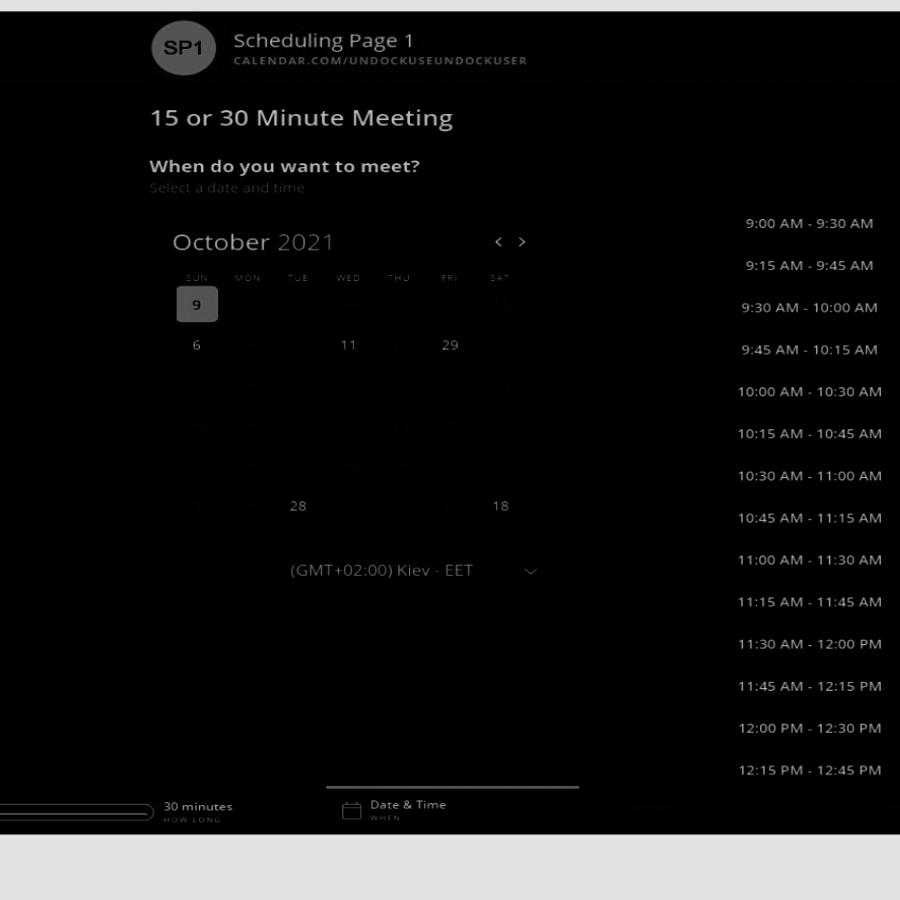 SP1
Scheduling Page 1
CALENDAR.COM/UNDOCKUSEUNDOCKUSER
15 or 30 Minute Meeting
When do you want to meet?
Select a date and time
October 2021 < >
SUN MON TUE WED THU FRI SAT
9
6 11 29
28 18
(GMT+02:00) Kiev - EET
9:00 AM - 9:30 AM
9:15 AM - 9:45 AM
9:30 AM - 10:00 AM
9:45 AM - 10:15 AM
10:00 AM - 10:30 AM
10:15 AM - 10:45 AM
10:30 AM - 11:00 AM
10:45 AM - 11:15 AM
11:00 AM - 11:30 AM
11:15 AM - 11:45 AM
11:30 AM - 12:00 PM
11:45 AM - 12:15 PM
12:00 PM - 12:30 PM
12:15 PM - 12:45 PM
30 minutes
HOW LONG
Date & Time
WHEN